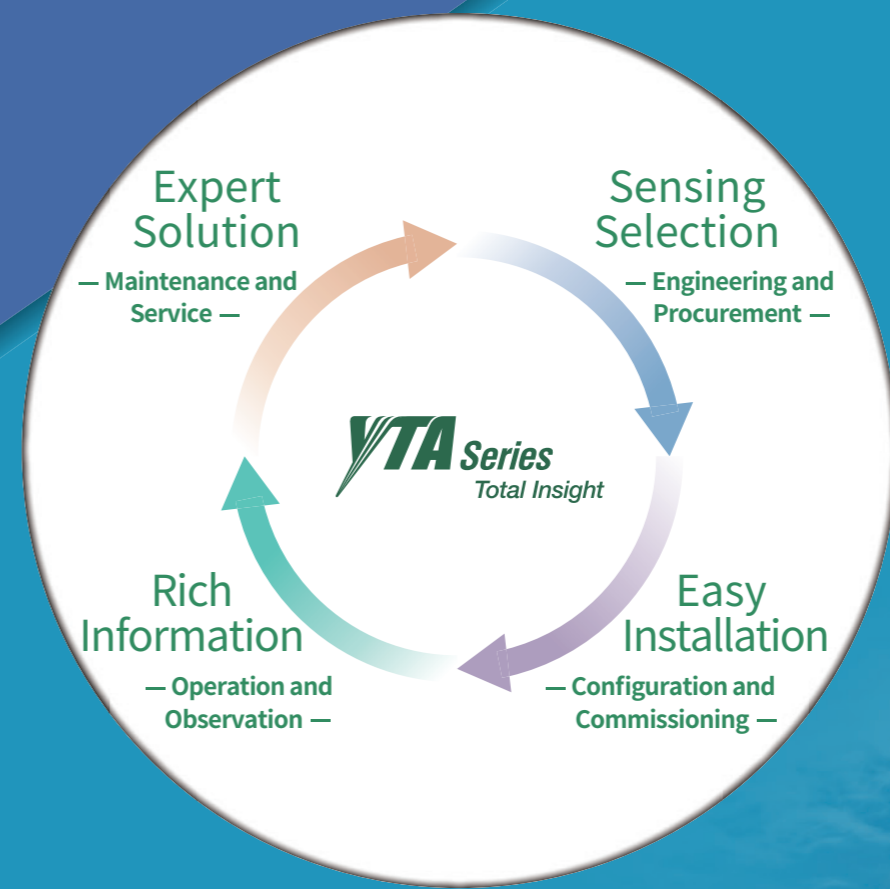 Expert
Solution
— Maintenance and
Service —
Sensing
Selection
— Engineering and
Procurement —
YTA Series
Total Insight
Rich
Information
— Operation and
Observation —
Easy
Installation
— Configuration and
Commissioning —